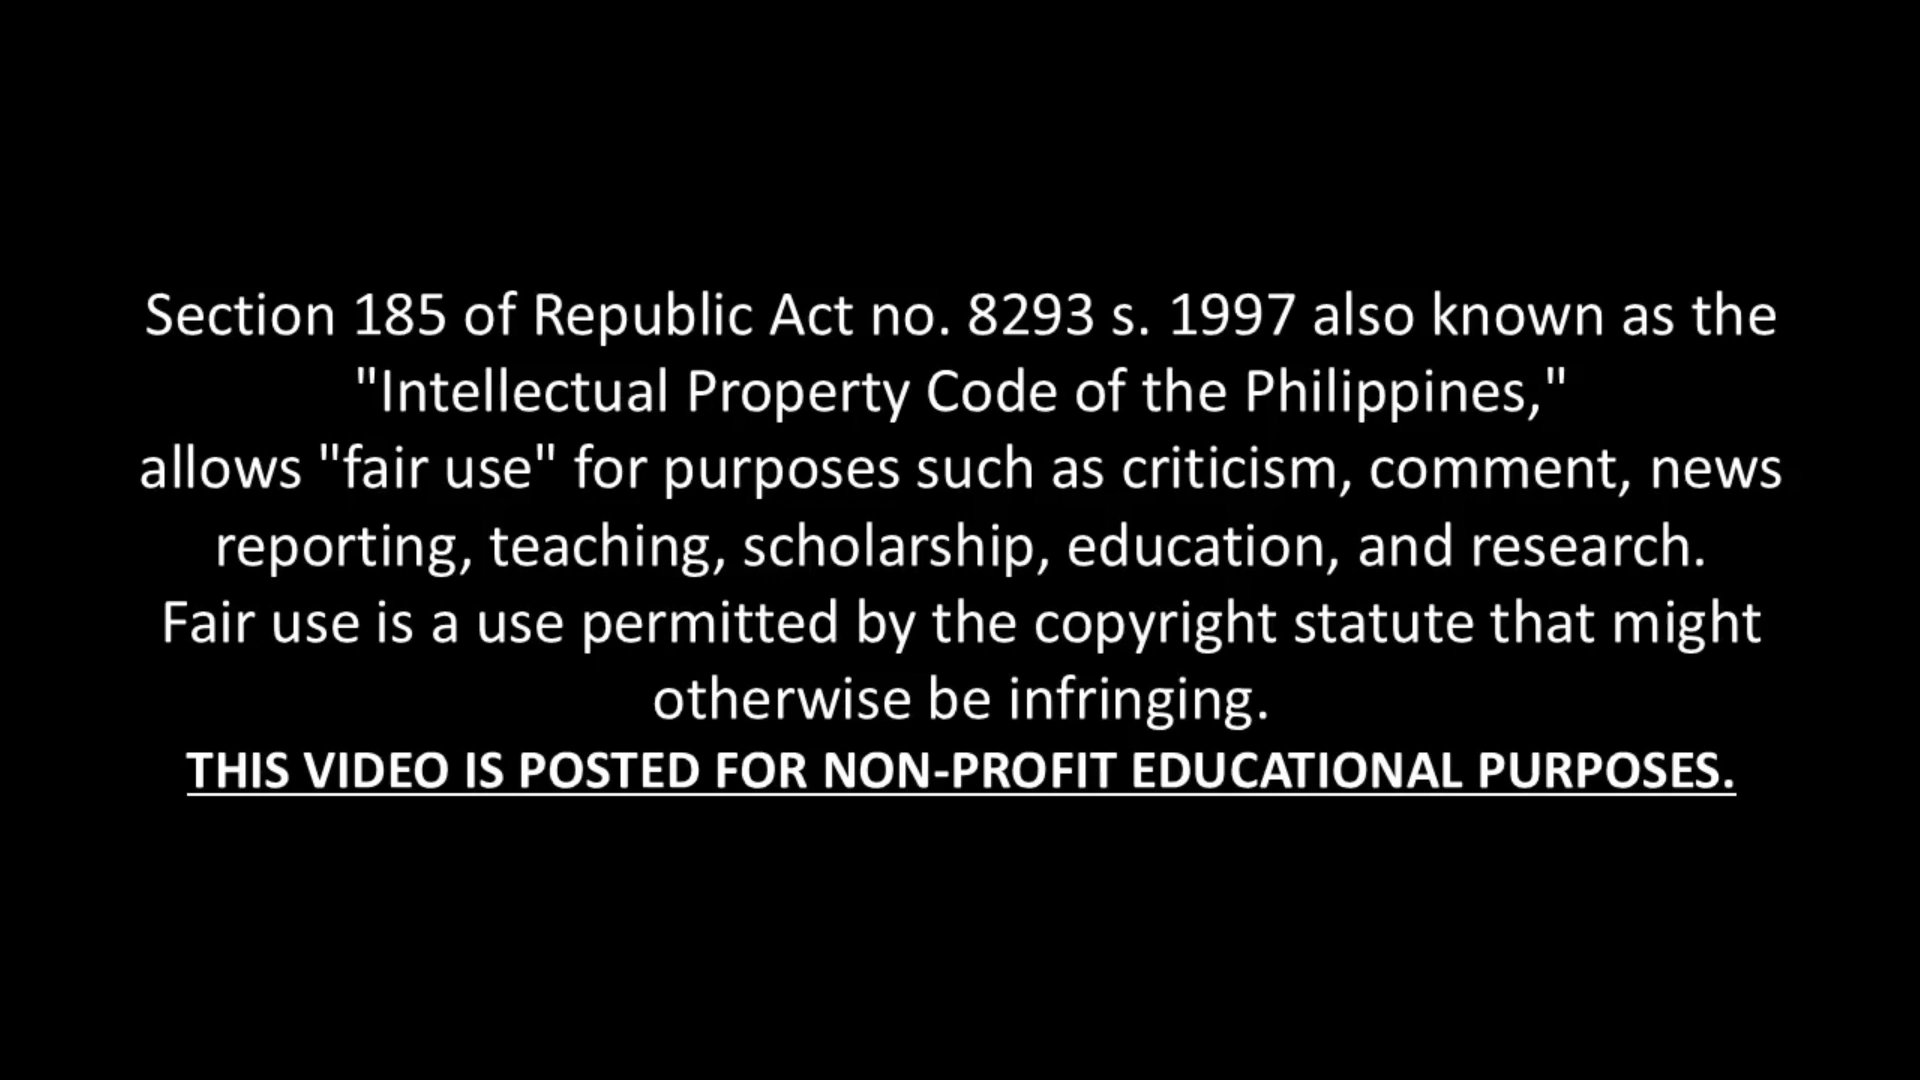 Section 185 of Republic Act no. 8293 s. 1997 also known as the
"Intellectual Property Code of the Philippines,"
allows "fair use" for purposes such as criticism, comment, news
reporting, teaching, scholarship, education, and research.
Fair use is a use permitted by the copyright statute that might
otherwise be infringing.
THIS VIDEO IS POSTED FOR NON-PROFIT EDUCATIONAL PURPOSES.